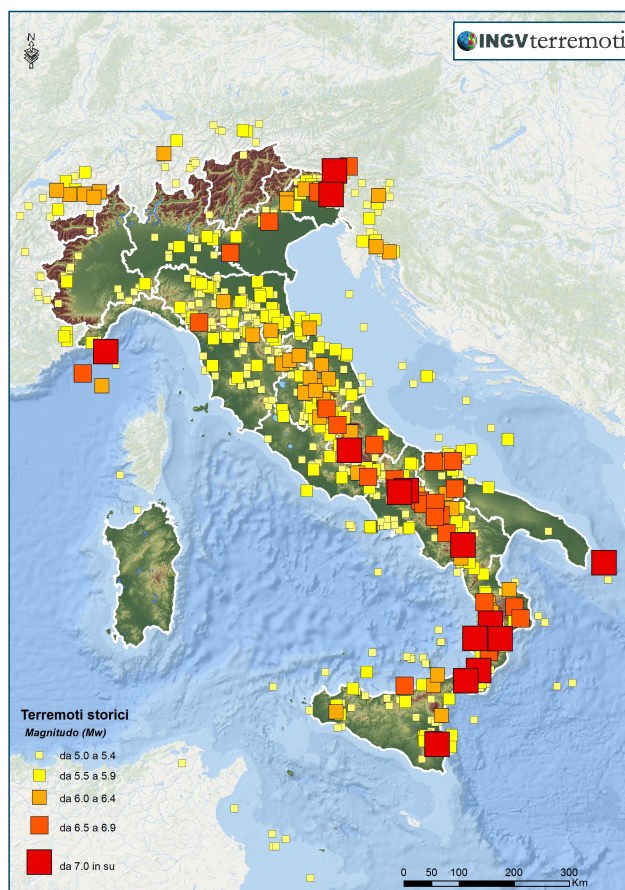 INGVterremoti
N
Terremoti storici
Magnitudo (Mw)
da 5.0 a 5.4
da 5.5 a 5.9
da 6.0 a 6.4
da 6.5 a 6.9
da 7.0 in su
0 100 200 300
Km